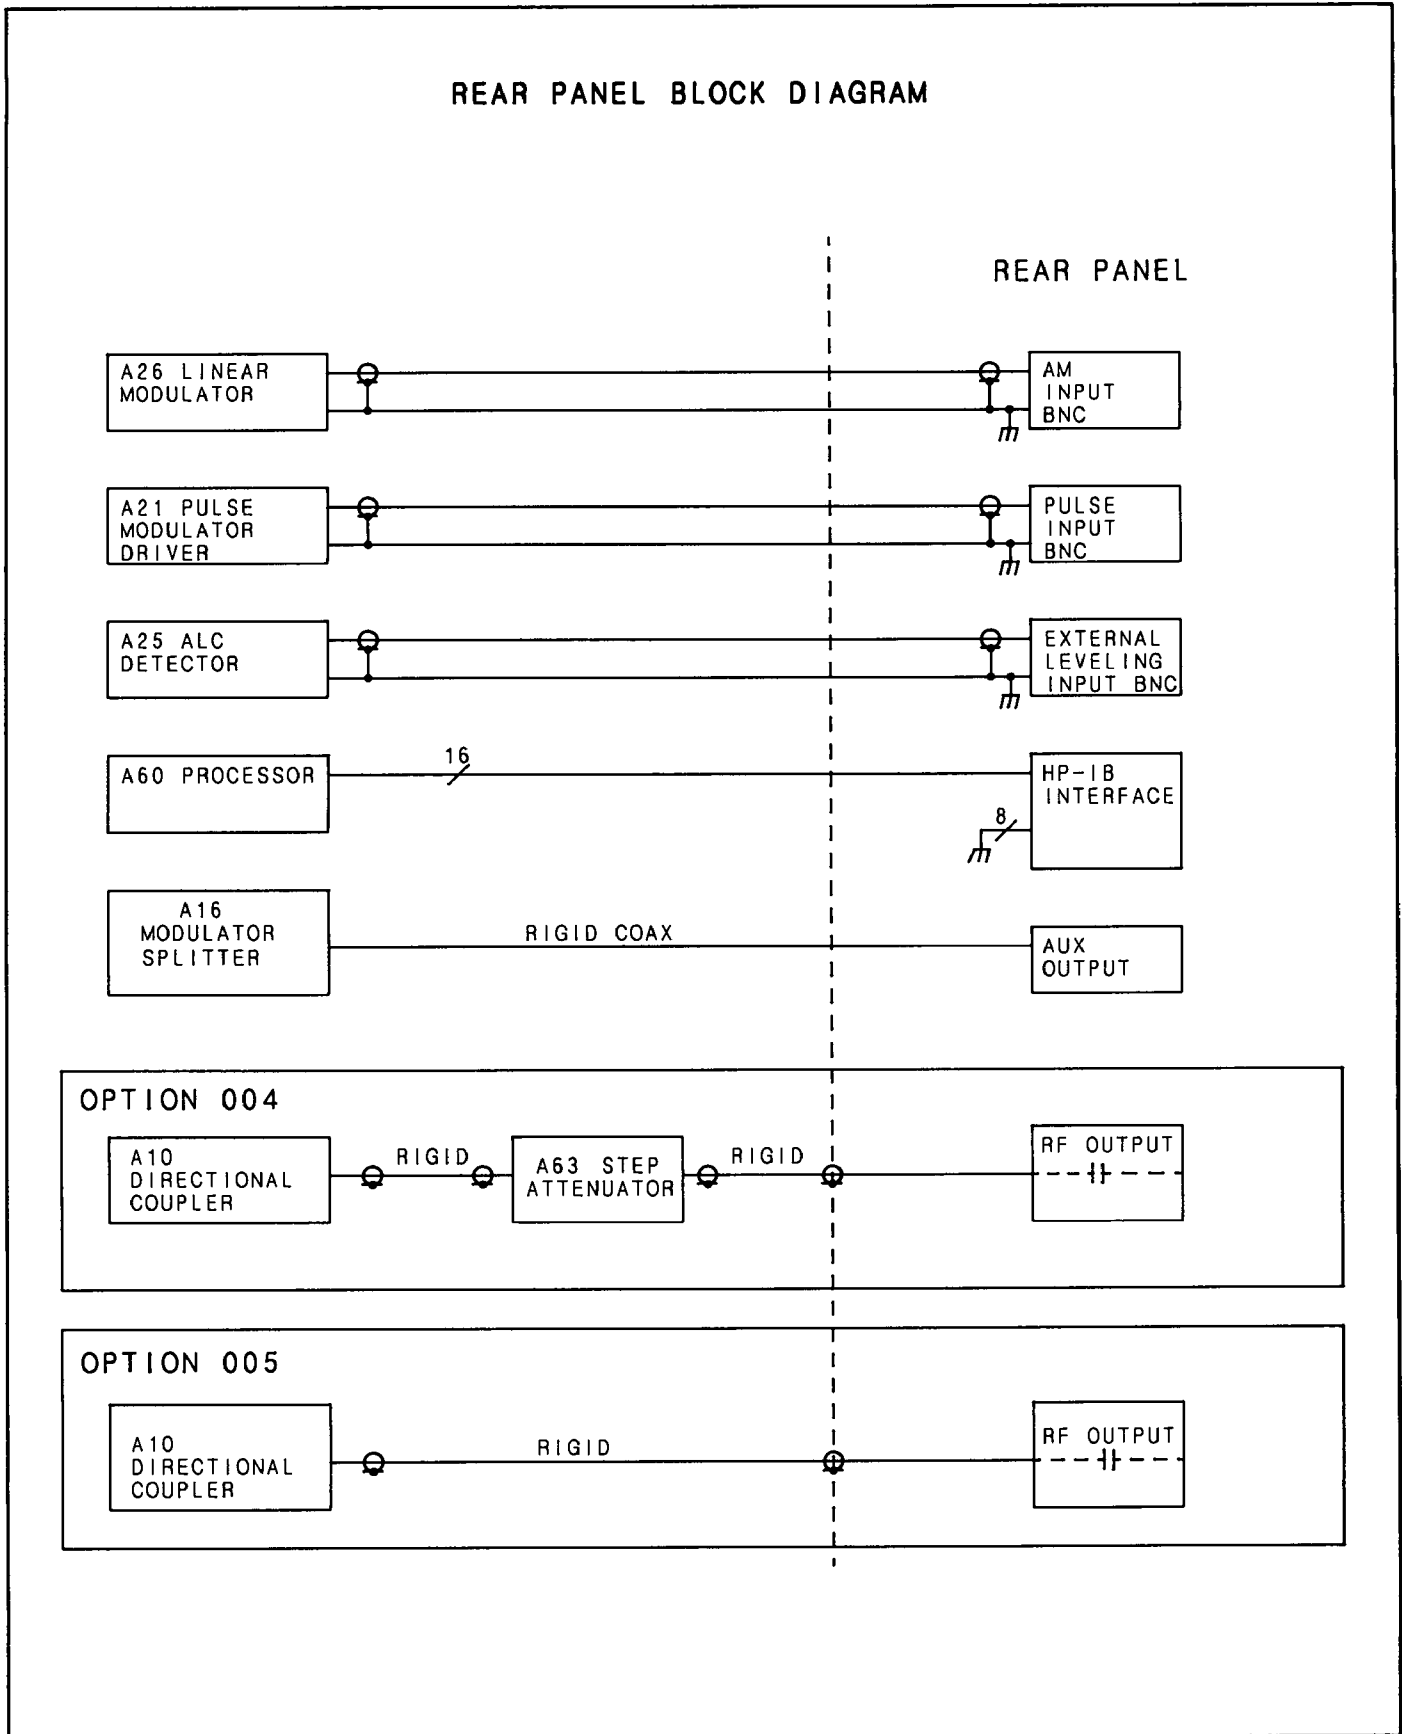 REAR PANEL BLOCK DIAGRAM
REAR PANEL
A26 LINEAR
MODULATOR
AM
INPUT
BNC
A21 PULSE
MODULATOR
DRIVER
PULSE
INPUT
BNC
A25 ALC
DETECTOR
EXTERNAL
LEVELING
INPUT BNC
A60 PROCESSOR
16
HP-IB
INTERFACE
8
A16
MODULATOR
SPLITTER
RIGID COAX
AUX
OUTPUT
OPTION 004
A10
DIRECTIONAL
COUPLER
RIGID
A63 STEP
ATTENUATOR
RIGID
RF OUTPUT
OPTION 005
A10
DIRECTIONAL
COUPLER
RIGID
RF OUTPUT